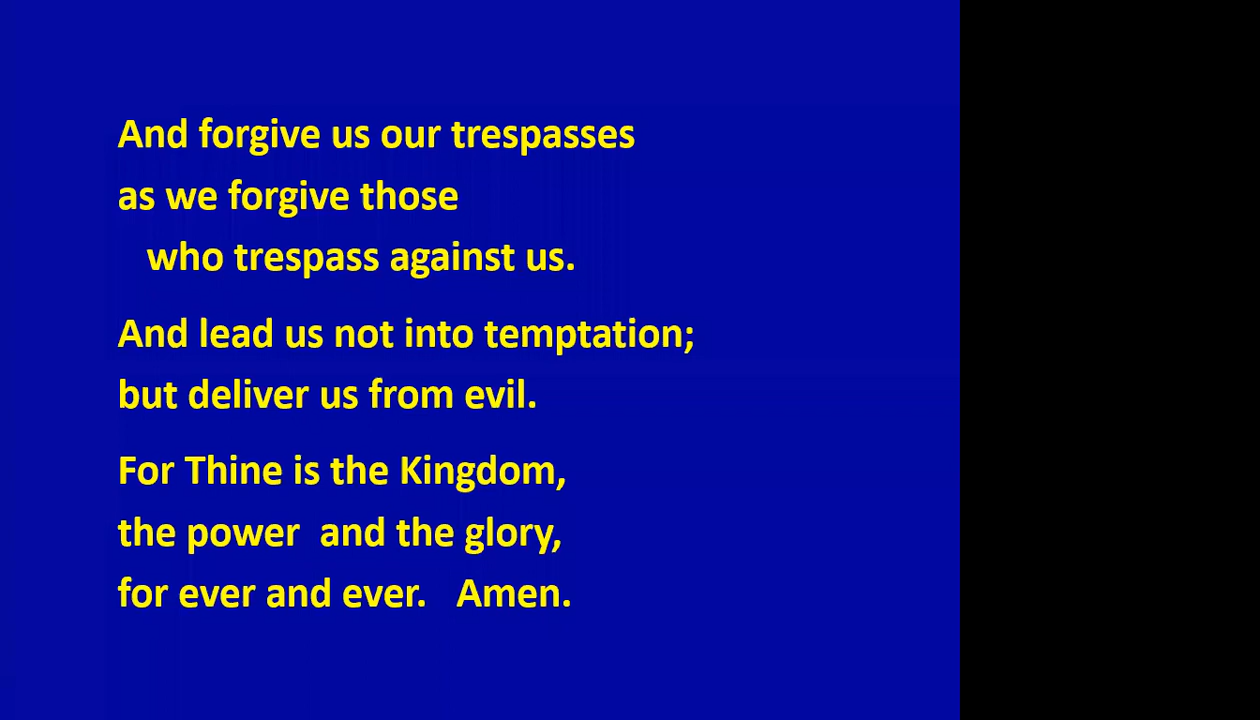 And forgive us our trespasses
as we forgive those
who trespass against us.
And lead us not into temptation;
but deliver us from evil.
For Thine is the Kingdom,
the power  and the glory,
for ever and ever.   Amen.